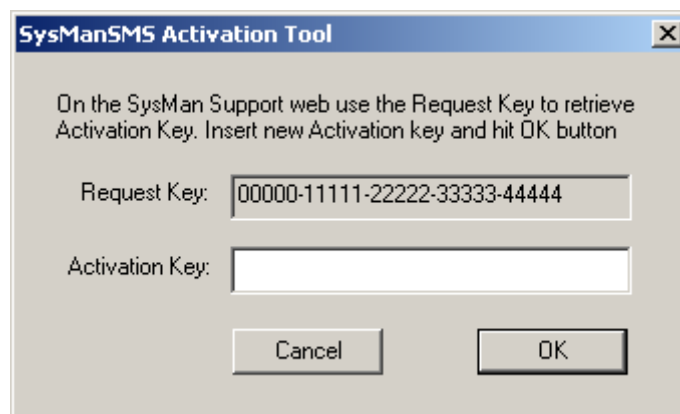 SysManSMS Activation Tool
On the SysMan Support web use the Request Key to retrieve
Activation Key. Insert new Activation key and hit OK button
Request Key: 00000-11111-22222-33333-44444
Activation Key:
Cancel OK